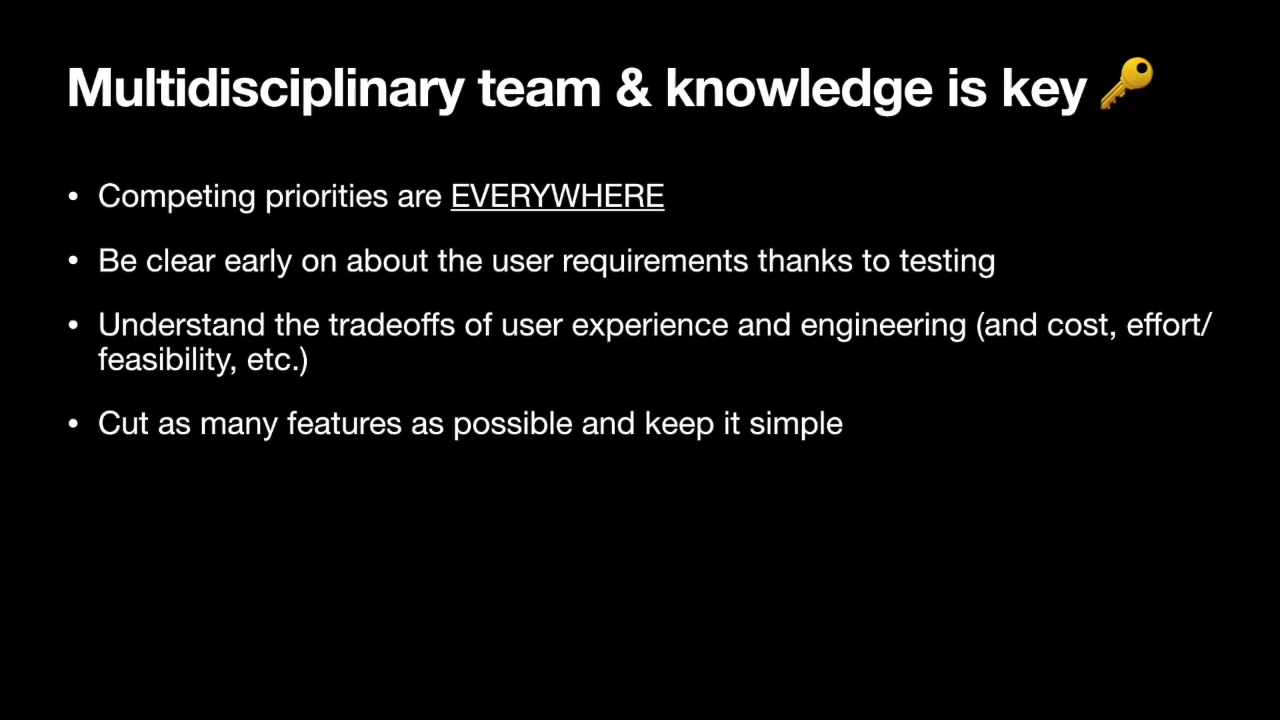 Multidisciplinary team & knowledge is key 🔑
• Competing priorities are EVERYWHERE
• Be clear early on about the user requirements thanks to testing
• Understand the tradeoffs of user experience and engineering (and cost, effort/
feasibility, etc.)
• Cut as many features as possible and keep it simple